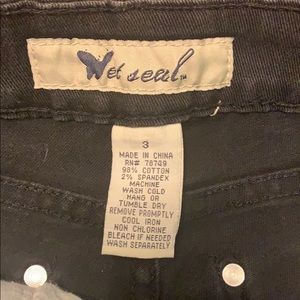 Wet seal™
3
MADE IN CHINA
RN# 78749
98% COTTON
2% SPANDEX
MACHINE
WASH COLD
HANG OR
TUMBLE DRY
REMOVE PROMPTLY
COOL IRON
NON CHLORINE
BLEACH IF NEEDED
WASH SEPARATELY